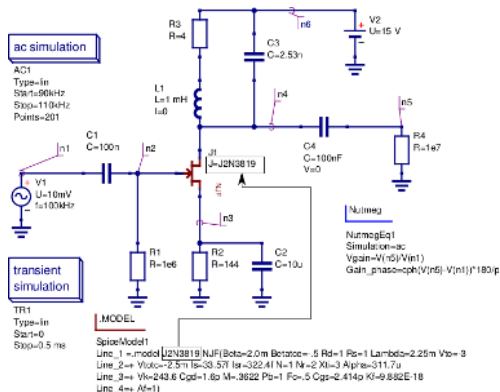 ac simulation
AC1
Type=lin
Start=90kHz
Stop=110kHz
Points=201
R3
R=4
C3
C=2.53n
n6
V2
U=15 V
L1
L=1 mH
I=0
n4
n5
n1
C1
C=100n
n2
J1
J=J2N3819
C4
C=100nF
V=0
R4
R=1e7
V1
U=10mV
f=100kHz
n3
R1
R=1e6
R2
R=144
C2
C=10u
Nutmeg
NutmegEq1
Simulation=ac
Vgain=V(n5)/V(n1)
Gain_phase=cph(V(n5)-V(n1))*180/p
transient
simulation
TR1
Type=lin
Start=0
Stop=0.5 ms
.MODEL
SpiceModel1
Line_1 =.model J2N3819 NJF(Beta=2.0m Betatce=-.5 Rd=1 Rs=1 Lambda=2.25m Vto=-3
Line_2=+ Vtotc=-2.5m Is=33.57f Isr=322.4f N=1 Nr=2 Xti=3 Alpha=311.7u
Line_3=+ Vk=243.6 Cgd=1.6p M=.3622 Pb=1 Fc=.5 Cgs=2.414p Kf=9.882E-18
Line_4=+ Af=1)